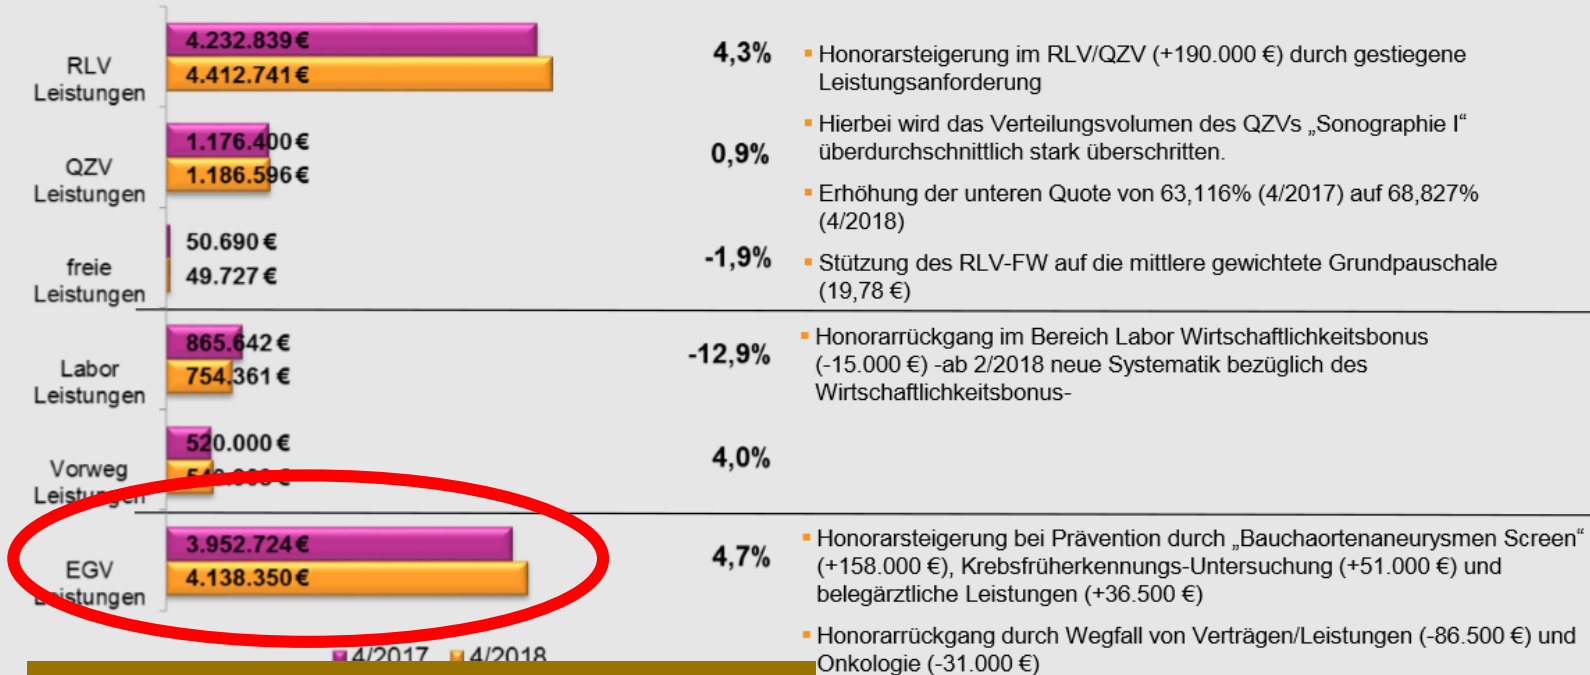 RLV
Leistungen
4.232.839 €
4.412.741 €
4,3%
QZV
Leistungen
1.176.400 €
1.186.596 €
0,9%
freie
Leistungen
50.690 €
49.727 €
-1,9%
▪ Honorarsteigerung im RLV/QZV (+190.000 €) durch gestiegene
Leistungsanforderung
▪ Hierbei wird das Verteilungsvolumen des QZVs „Sonographie I“
überdurchschnittlich stark überschritten.
▪ Erhöhung der unteren Quote von 63,116% (4/2017) auf 68,827%
(4/2018)
▪ Stützung des RLV-FW auf die mittlere gewichtete Grundpauschale
(19,78 €)
Labor
Leistungen
865.642 €
754.361 €
-12,9%
▪ Honorarrückgang im Bereich Labor Wirtschaftlichkeitsbonus
(-15.000 €) -ab 2/2018 neue Systematik bezüglich des
Wirtschaftlichkeitsbonus-
Vorweg
Leistungen
520.000 €
4,0%
EGV
Leistungen
3.952.724 €
4.138.350 €
4,7%
▪ Honorarsteigerung bei Prävention durch „Bauchaortenaneurysmen Screen“
(+158.000 €), Krebsfrüherkennungs-Untersuchung (+51.000 €) und
belegärztliche Leistungen (+36.500 €)
▪ Honorarrückgang durch Wegfall von Verträgen/Leistungen (-86.500 €) und
Onkologie (-31.000 €)
4/2017 4/2018